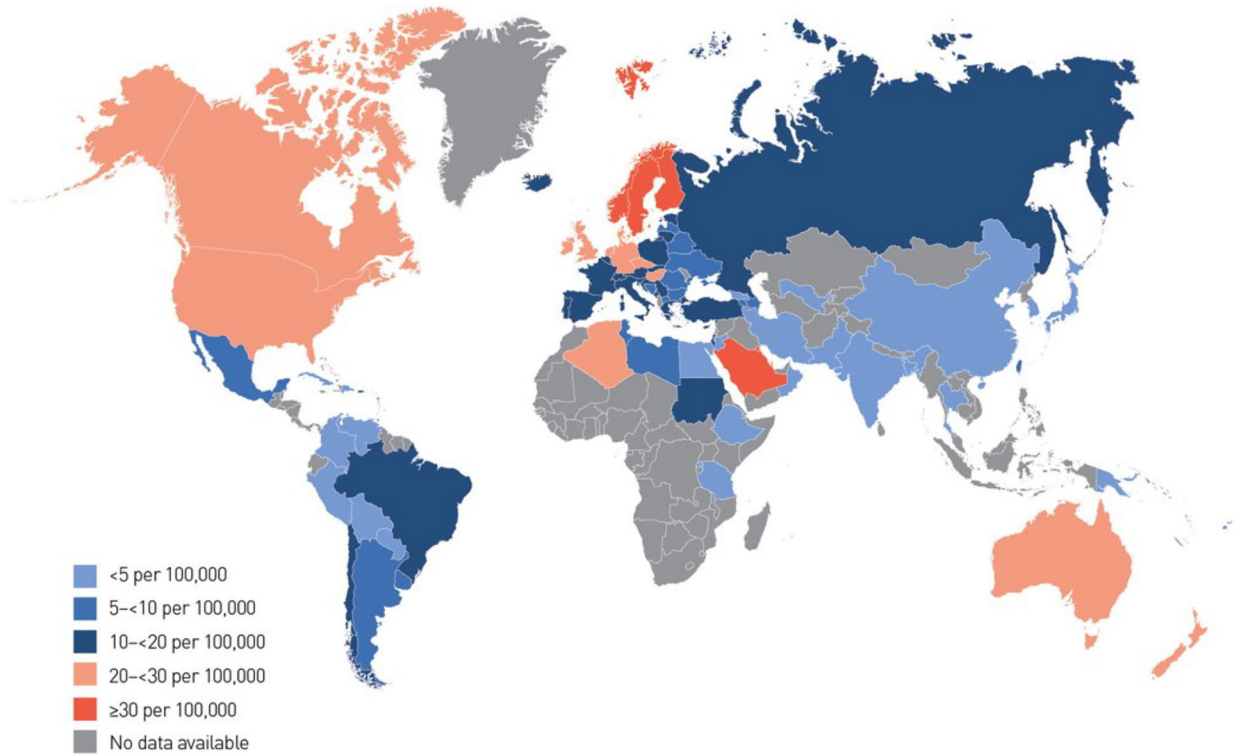 <5 per 100,000
5–<10 per 100,000
10–<20 per 100,000
20–<30 per 100,000
≥30 per 100,000
No data available